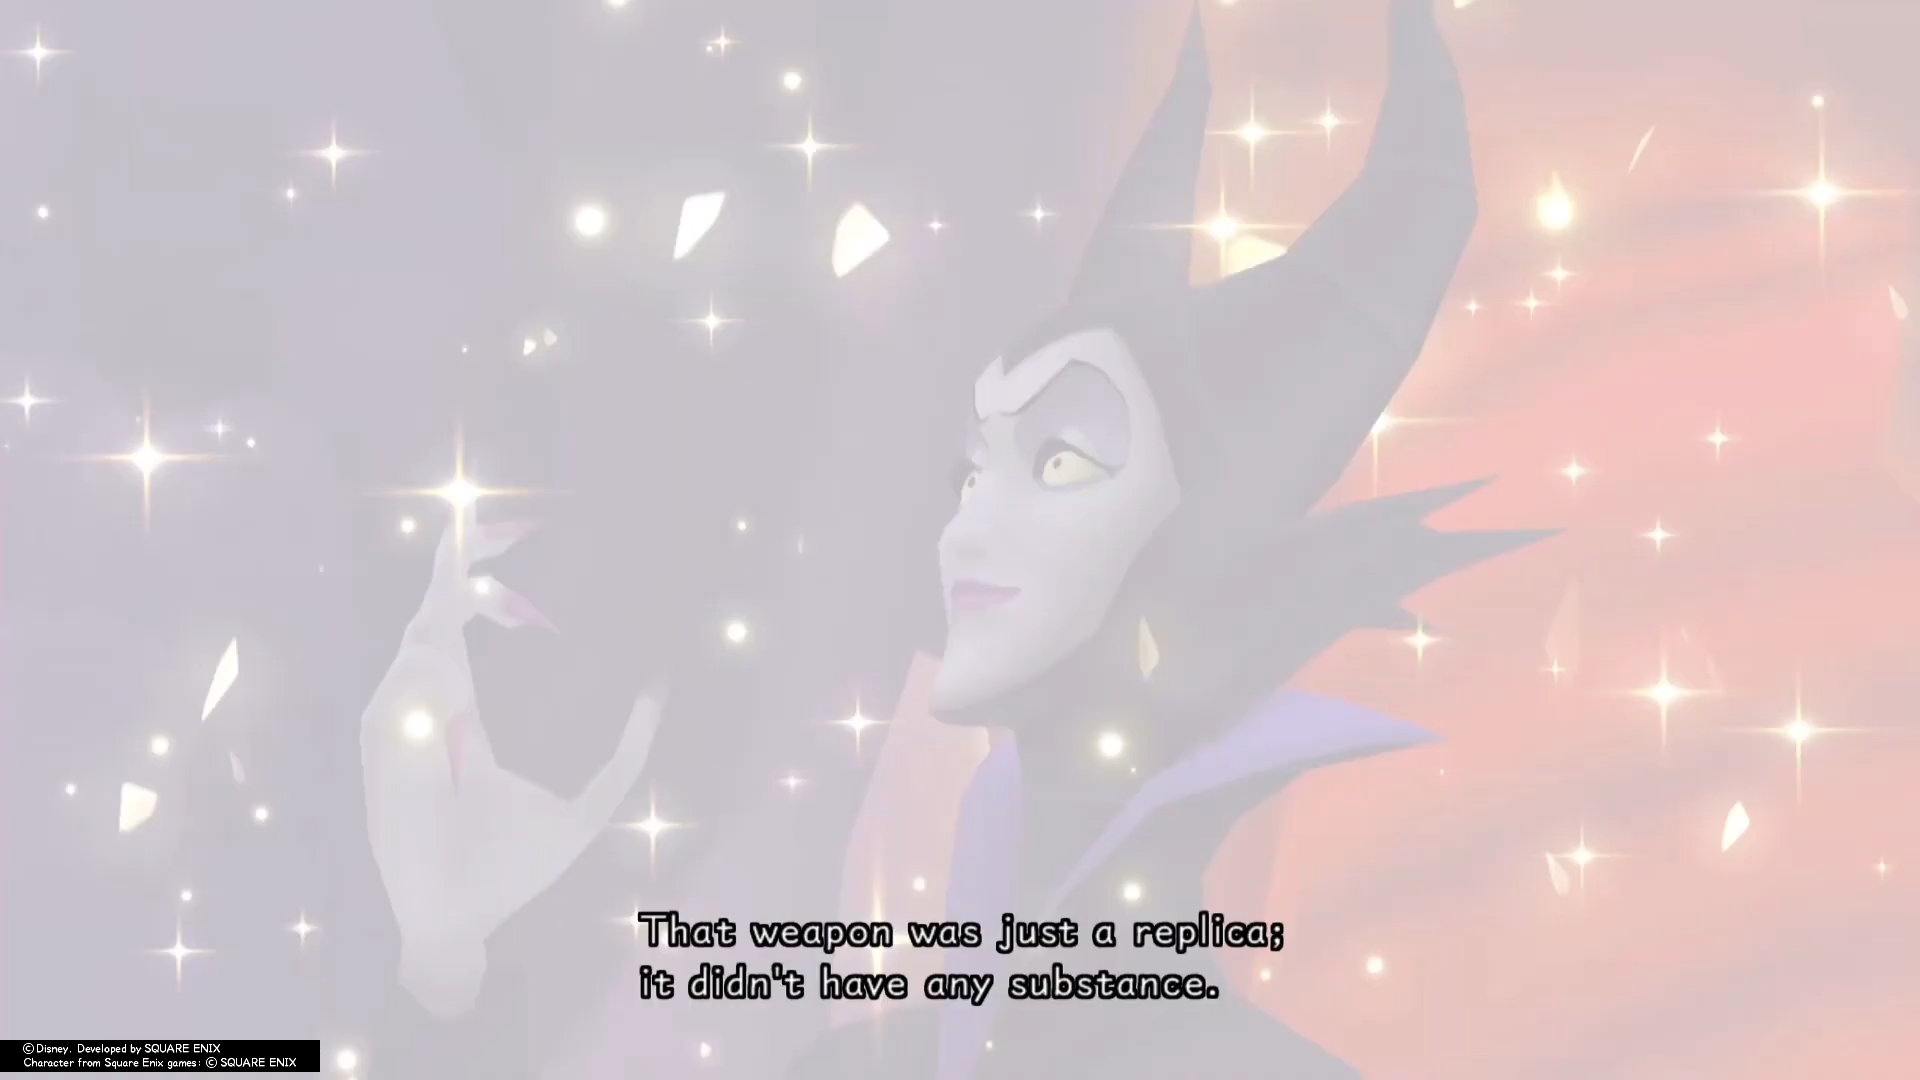 That weapon was just a replica;
it didn't have any substance.
©Disney. Developed by SQUARE ENIX
Character from Square Enix games: © SQUARE ENIX